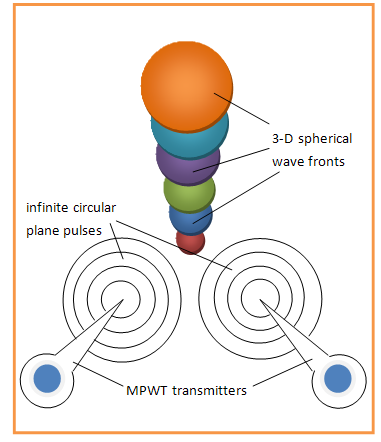 3-D spherical
wave fronts
infinite circular
plane pulses
MPWT transmitters